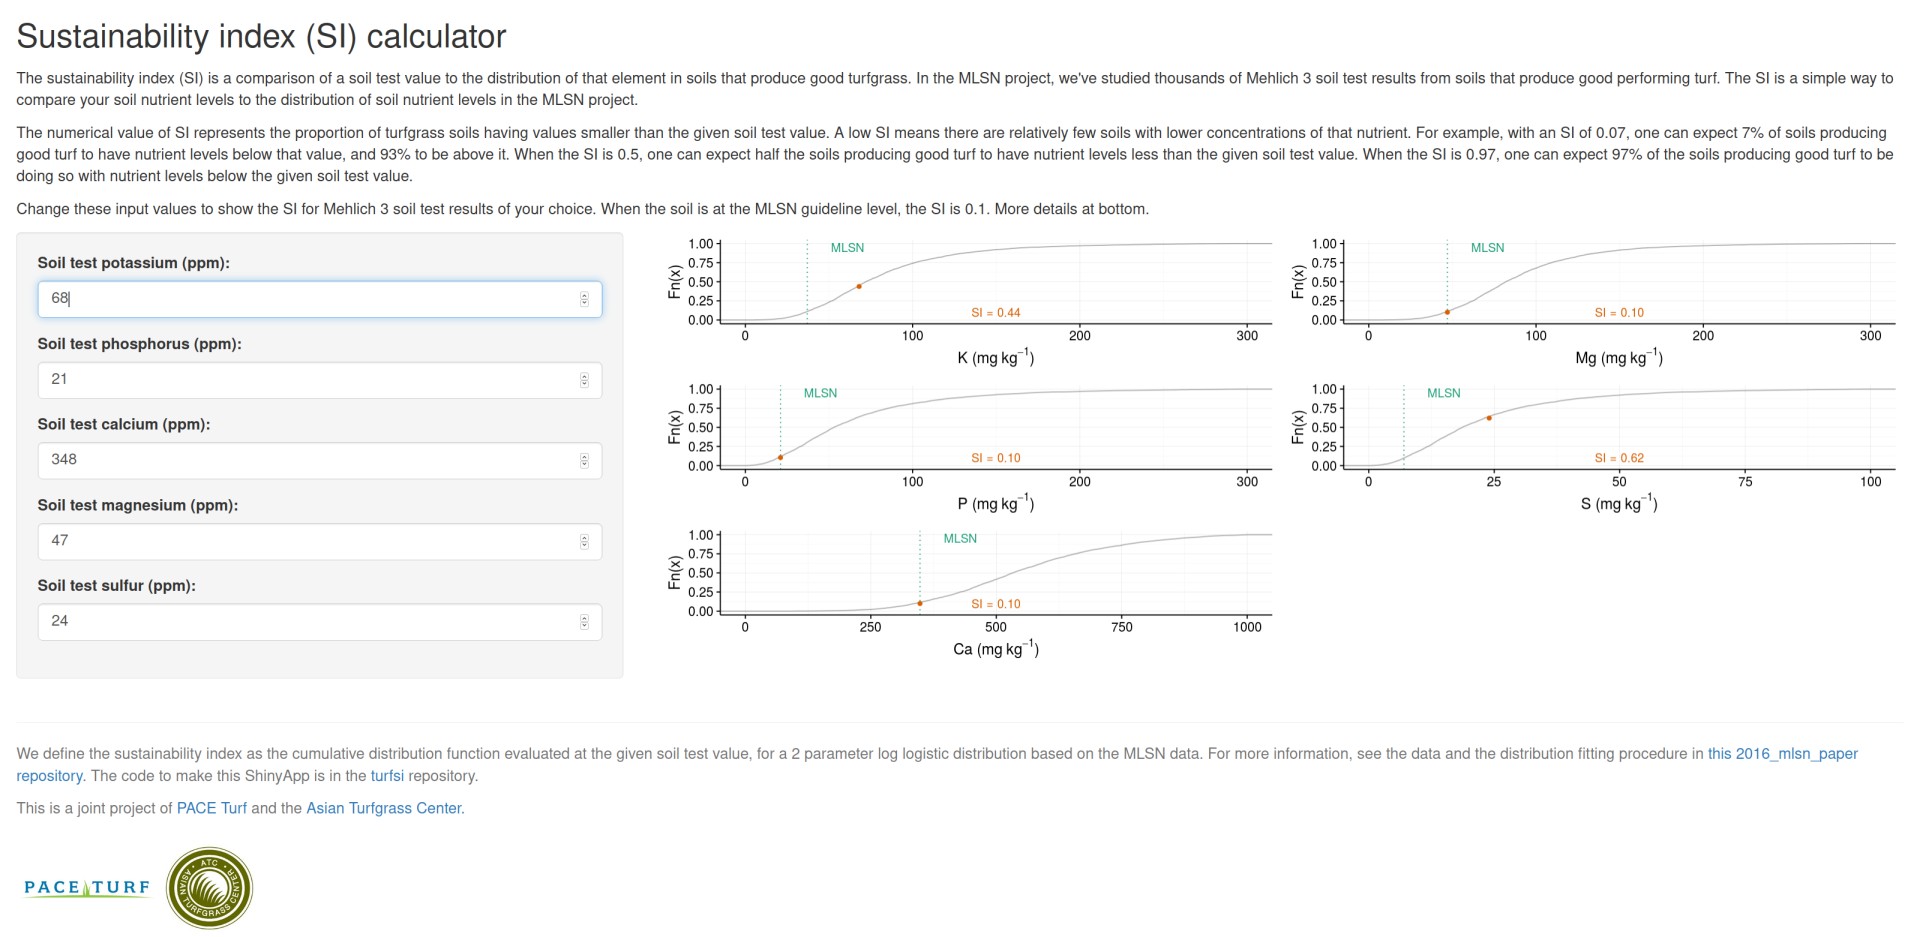 Sustainability index (SI) calculator
The sustainability index (SI) is a comparison of a soil test value to the distribution of that element in soils that produce good turfgrass. In the MLSN project, we've studied thousands of Mehlich 3 soil test results from soils that produce good performing turf. The SI is a simple way to
compare your soil nutrient levels to the distribution of soil nutrient levels in the MLSN project.
The numerical value of SI represents the proportion of turfgrass soils having values smaller than the given soil test value. A low SI means there are relatively few soils with lower concentrations of that nutrient. For example, with an SI of 0.07, one can expect 7% of soils producing
good turf to have nutrient levels below that value, and 93% to be above it. When the SI is 0.5, one can expect half the soils producing good turf to have nutrient levels less than the given soil test value. When the SI is 0.97, one can expect 97% of the soils producing good turf to be
doing so with nutrient levels below the given soil test value.
Change these input values to show the SI for Mehlich 3 soil test results of your choice. When the soil is at the MLSN guideline level, the SI is 0.1. More details at bottom.
Soil test potassium (ppm):
68
Soil test phosphorus (ppm):
21
Soil test calcium (ppm):
348
Soil test magnesium (ppm):
47
Soil test sulfur (ppm):
24
Fn(x)
1.00
0.75
0.50
0.25
0.00
MLSN
SI = 0.44
0 100 200 300
K (mg kg⁻¹)
Fn(x)
1.00
0.75
0.50
0.25
0.00
MLSN
SI = 0.10
0 100 200 300
Mg (mg kg⁻¹)
Fn(x)
1.00
0.75
0.50
0.25
0.00
MLSN
SI = 0.10
0 100 200 300
P (mg kg⁻¹)
Fn(x)
1.00
0.75
0.50
0.25
0.00
MLSN
SI = 0.62
0 25 50 75 100
S (mg kg⁻¹)
Fn(x)
1.00
0.75
0.50
0.25
0.00
MLSN
SI = 0.10
0 250 500 750 1000
Ca (mg kg⁻¹)
We define the sustainability index as the cumulative distribution function evaluated at the given soil test value, for a 2 parameter log logistic distribution based on the MLSN data. For more information, see the data and the distribution fitting procedure in this 2016_mlsn_paper
repository. The code to make this ShinyApp is in the turfsi repository.
This is a joint project of PACE Turf and the Asian Turfgrass Center.
PACE TURF
ATC
ASIAN TURFGRASS CENTER